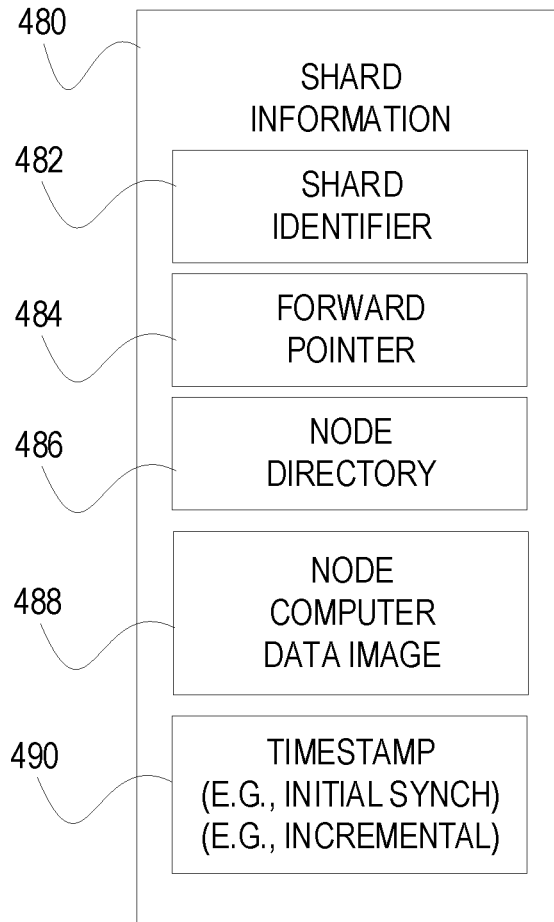 480
SHARD
INFORMATION
482
SHARD
IDENTIFIER
484
FORWARD
POINTER
486
NODE
DIRECTORY
488
NODE
COMPUTER
DATA IMAGE
490
TIMESTAMP
(E.G., INITIAL SYNCH)
(E.G., INCREMENTAL)